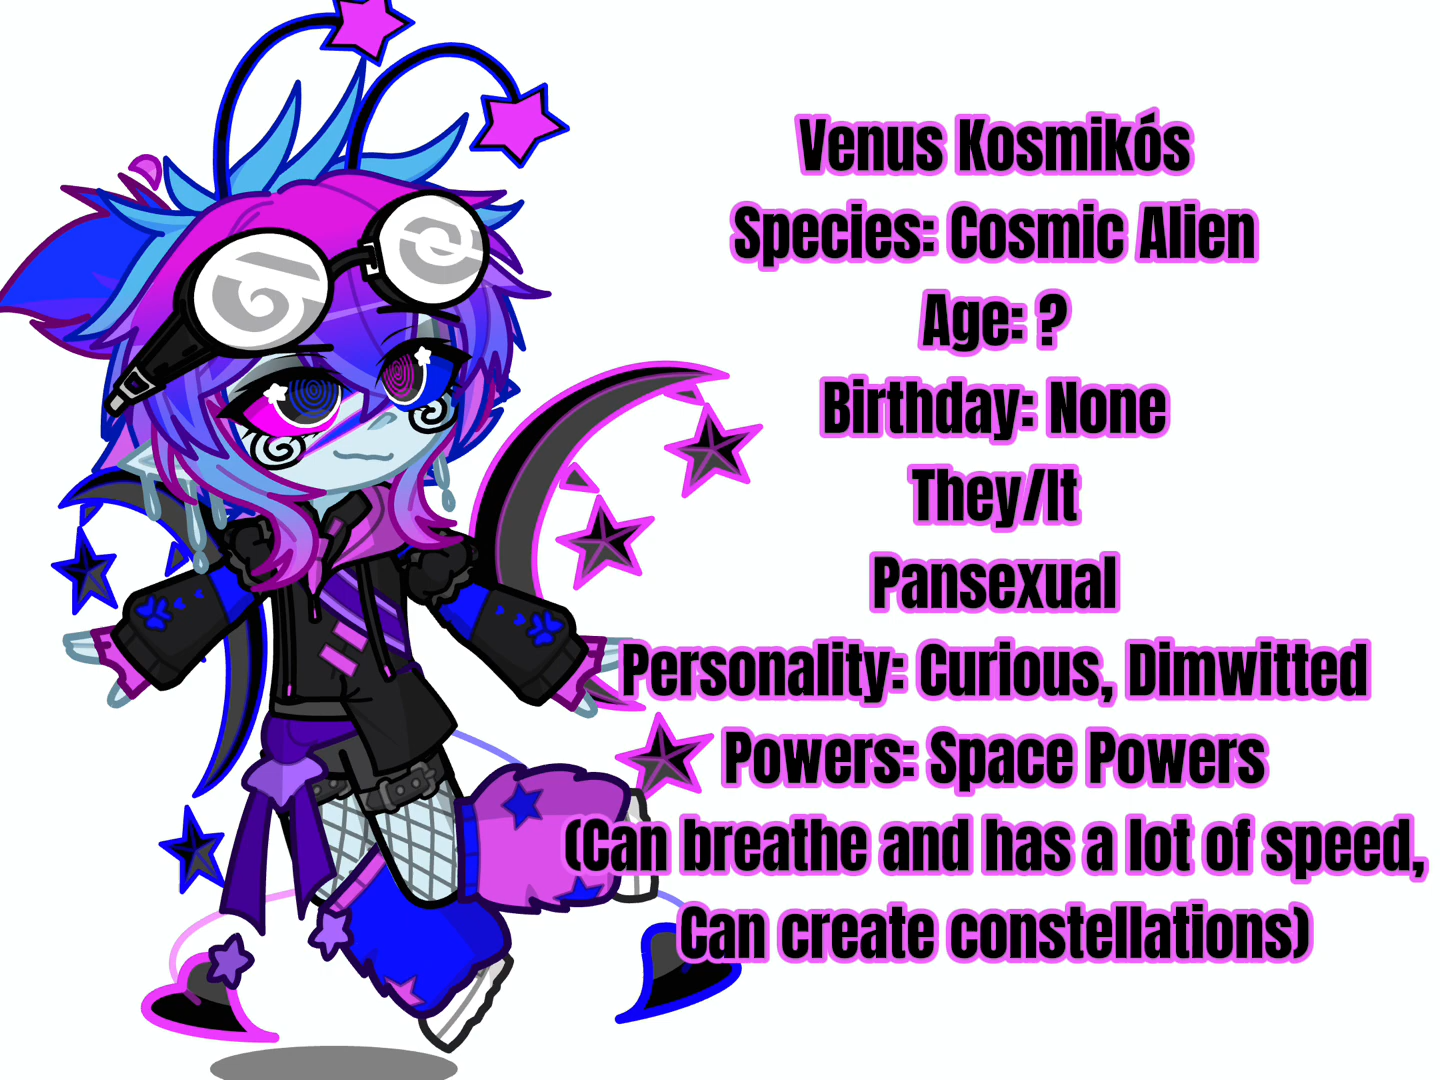 Venus Kosmikós
Species: Cosmic Alien
Age: ?
Birthday: None
They/It
Pansexual
Personality: Curious, Dimwitted
Powers: Space Powers
(Can breathe and has a lot of speed,
Can create constellations)